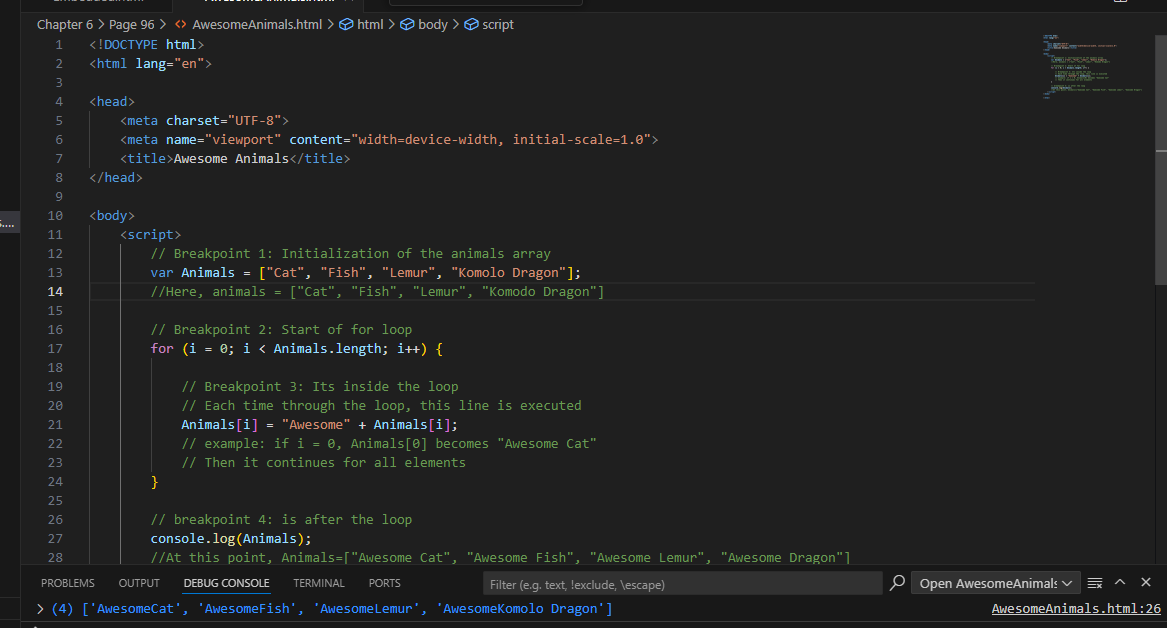 Chapter 6 > Page 96 > <> AwesomeAnimals.html > html > body > script
1 <!DOCTYPE html>
2 <html lang="en">
3
4 <head>
5 <meta charset="UTF-8">
6 <meta name="viewport" content="width=device-width, initial-scale=1.0">
7 <title>Awesome Animals</title>
8 </head>
9
10 <body>
11 <script>
12 // Breakpoint 1: Initialization of the animals array
13 var Animals = ["Cat", "Fish", "Lemur", "Komolo Dragon"];
14 //Here, animals = ["Cat", "Fish", "Lemur", "Komodo Dragon"]
15
16 // Breakpoint 2: Start of for loop
17 for (i = 0; i < Animals.length; i++) {
18
19 // Breakpoint 3: Its inside the loop
20 // Each time through the loop, this line is executed
21 Animals[i] = "Awesome" + Animals[i];
22 // example: if i = 0, Animals[0] becomes "Awesome Cat"
23 // Then it continues for all elements
24 }
25
26 // breakpoint 4: is after the loop
27 console.log(Animals);
28 //At this point, Animals=["Awesome Cat", "Awesome Fish", "Awesome Lemur", "Awesome Dragon"]
PROBLEMS OUTPUT DEBUG CONSOLE TERMINAL PORTS Filter (e.g. text, !exclude, \escape) Open AwesomeAnimals
> (4) ['AwesomeCat', 'AwesomeFish', 'AwesomeLemur', 'AwesomeKomolo Dragon'] AwesomeAnimals.html:26